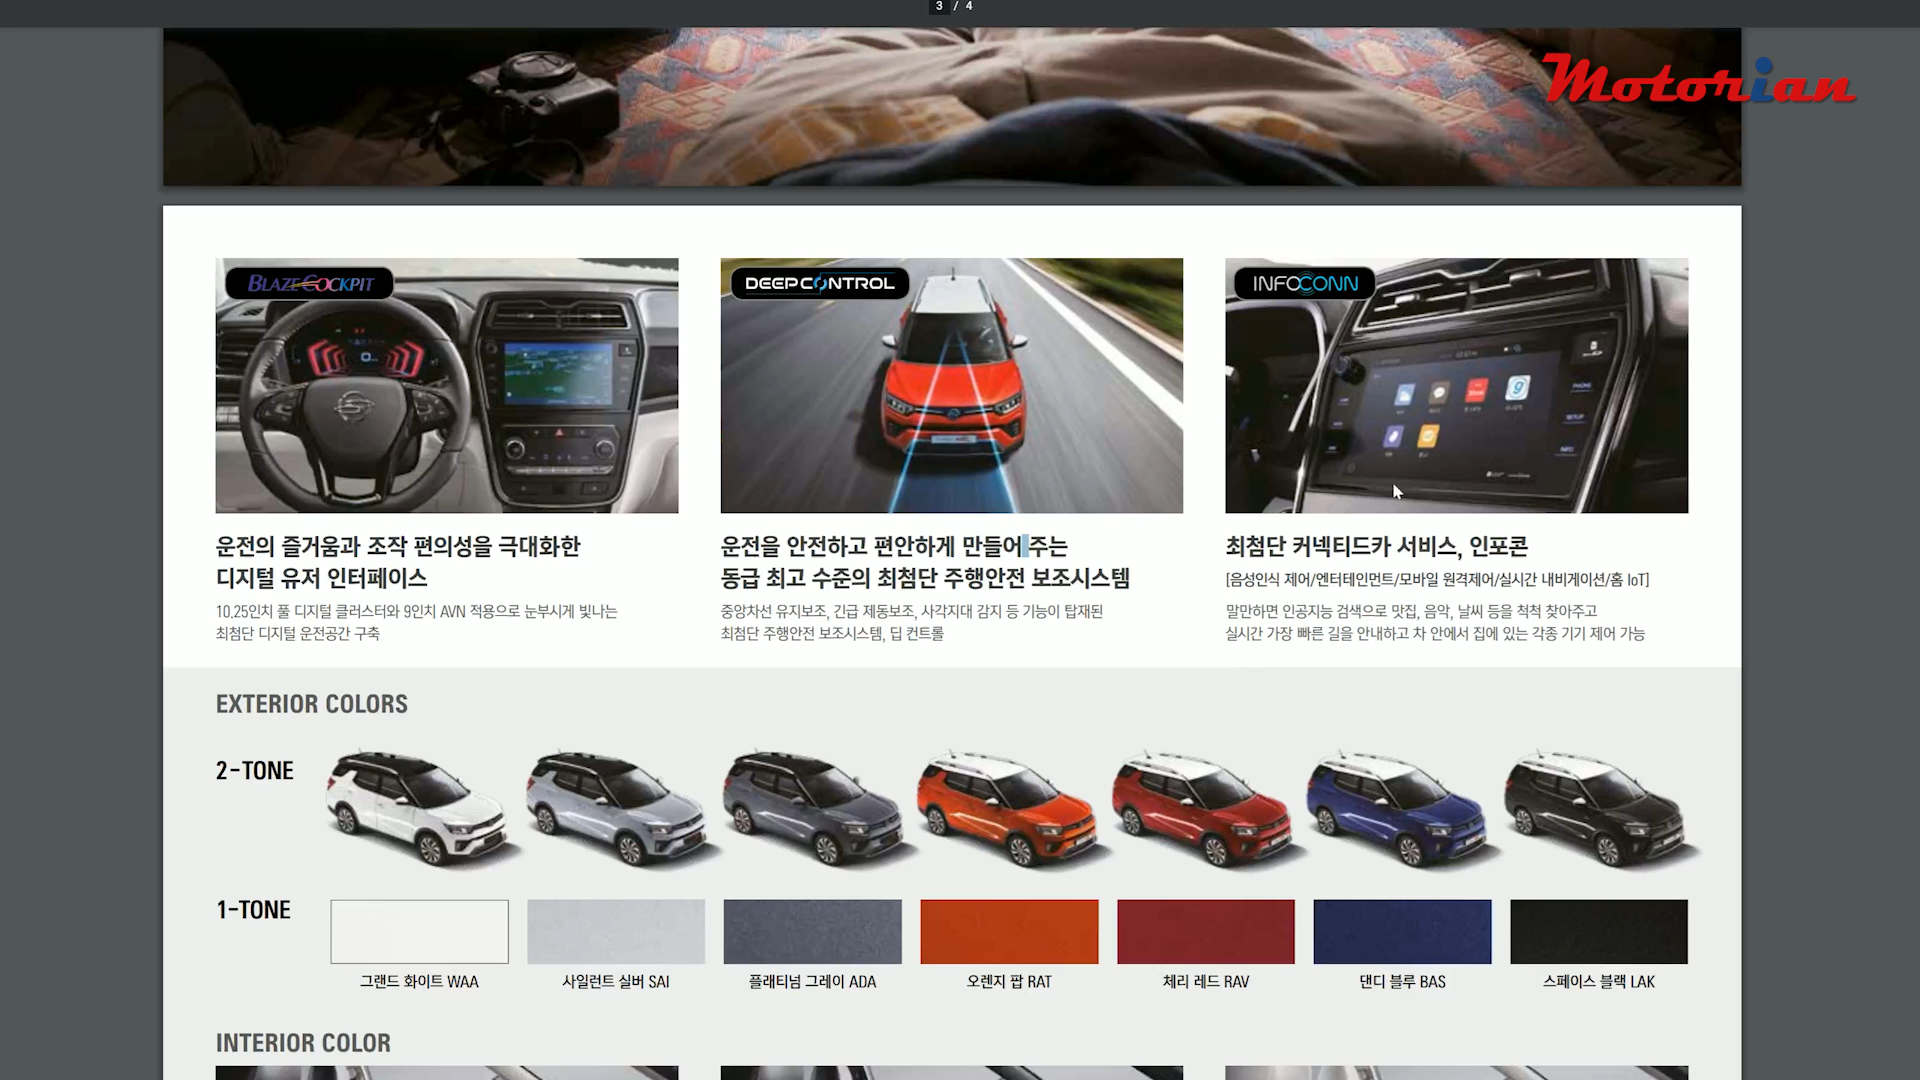 3 / 4
Motorian
BLAZE COCKPIT
DEEP CONTROL
INFOCONN
운전의 즐거움과 조작 편의성을 극대화한
디지털 유저 인터페이스
10.25인치 풀 디지털 클러스터와 9인치 AVN 적용으로 눈부시게 빛나는
최첨단 디지털 운전공간 구축
운전을 안전하고 편안하게 만들어 주는
동급 최고 수준의 최첨단 주행안전 보조시스템
중앙차선 유지보조, 긴급 제동보조, 사각지대 감지 등 기능이 탑재된
최첨단 주행안전 보조시스템, 딥 컨트롤
최첨단 커넥티드카 서비스, 인포콘
[음성인식 제어/엔터테인먼트/모바일 원격제어/실시간 내비게이션/홈 IoT]
말만하면 인공지능 검색으로 맛집, 음악, 날씨 등을 척척 찾아주고
실시간 가장 빠른 길을 안내하고 차 안에서 집에 있는 각종 기기 제어 가능
EXTERIOR COLORS
2-TONE
1-TONE
그랜드 화이트 WAA
사일런트 실버 SAI
플래티넘 그레이 ADA
오렌지 팝 RAT
체리 레드 RAV
댄디 블루 BAS
스페이스 블랙 LAK
INTERIOR COLOR